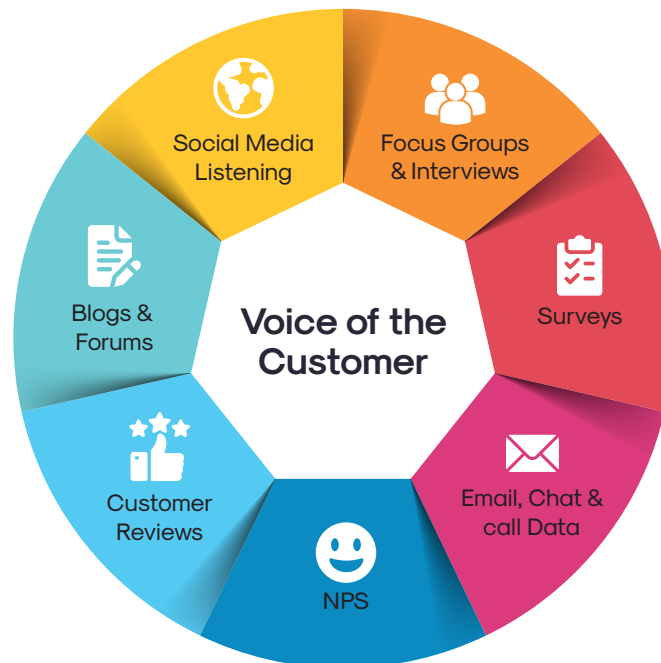 Social Media
Listening
Focus Groups
& Interviews
Surveys
Email, Chat &
call Data
NPS
Customer
Reviews
Blogs &
Forums
Voice of the
Customer